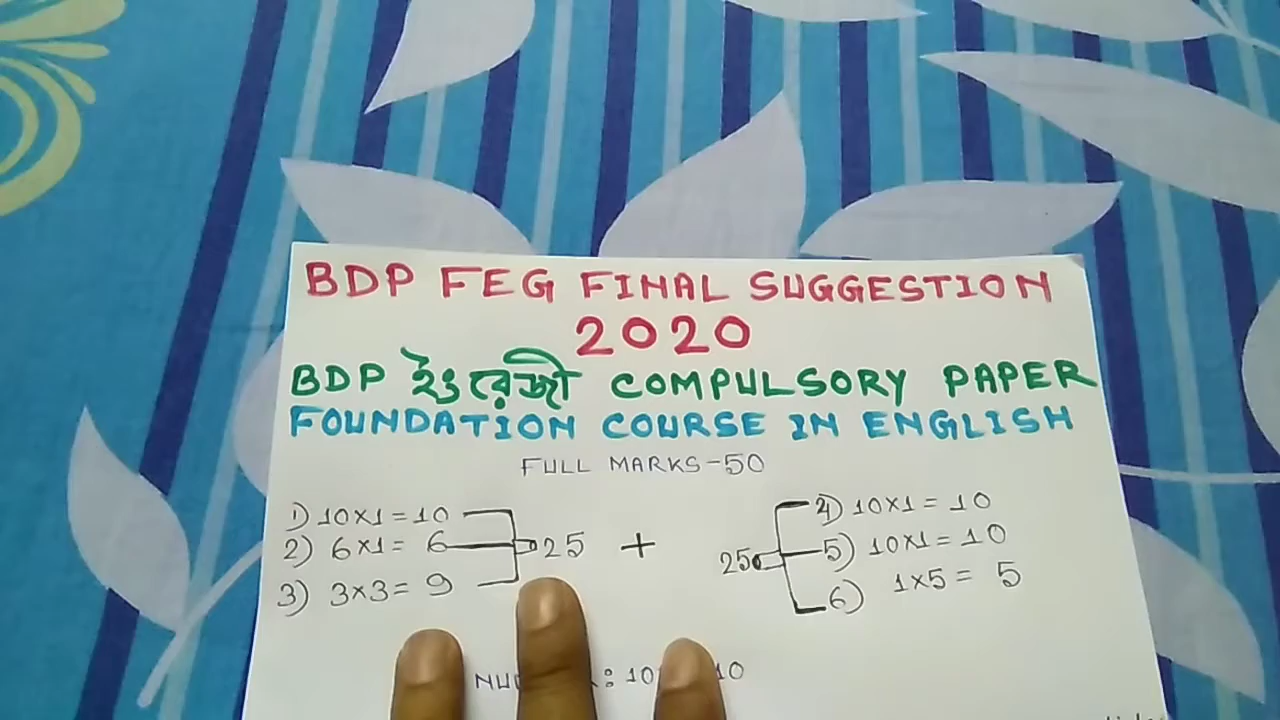 BDP FEG FINAL SUGGESTION
2020
BDP ইংরেজী COMPULSORY PAPER
FOUNDATION COURSE IN ENGLISH
FULL MARKS-50
1) 10×1=10
2) 6×1= 6
3) 3×3= 9
25 + 25
4) 10×1= 10
5) 10×1= 10
6) 1×5= 5